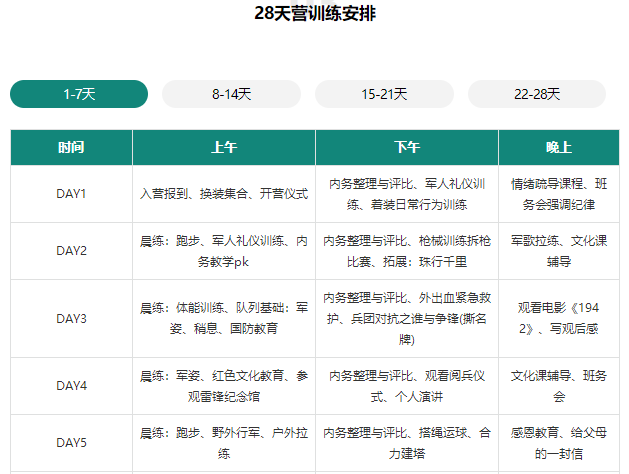 28天营训练安排
1-7天
8-14天
15-21天
22-28天
时间
上午
下午
晚上
DAY1
入营报到、换装集合、开营仪式
内务整理与评比、军人礼仪训
练、着装日常行为训练
情绪疏导课程、班
务会强调纪律
DAY2
晨练：跑步、军人礼仪训练、内
务教学pk
内务整理与评比、枪械训练拆枪
比赛、拓展：珠行千里
军歌拉练、文化课
辅导
DAY3
晨练：体能训练、队列基础：军
姿、稍息、国防教育
内务整理与评比、外出血紧急救
护、兵团对抗之谁与争锋(撕名
牌)
观看电影《194
2》、写观后感
DAY4
晨练：军姿、红色文化教育、参
观雷锋纪念馆
内务整理与评比、观看阅兵仪
式、个人演讲
文化课辅导、班务
会
DAY5
晨练：跑步、野外行军、户外拉
练
内务整理与评比、搭绳运球、合
力建塔
感恩教育、给父母
的一封信